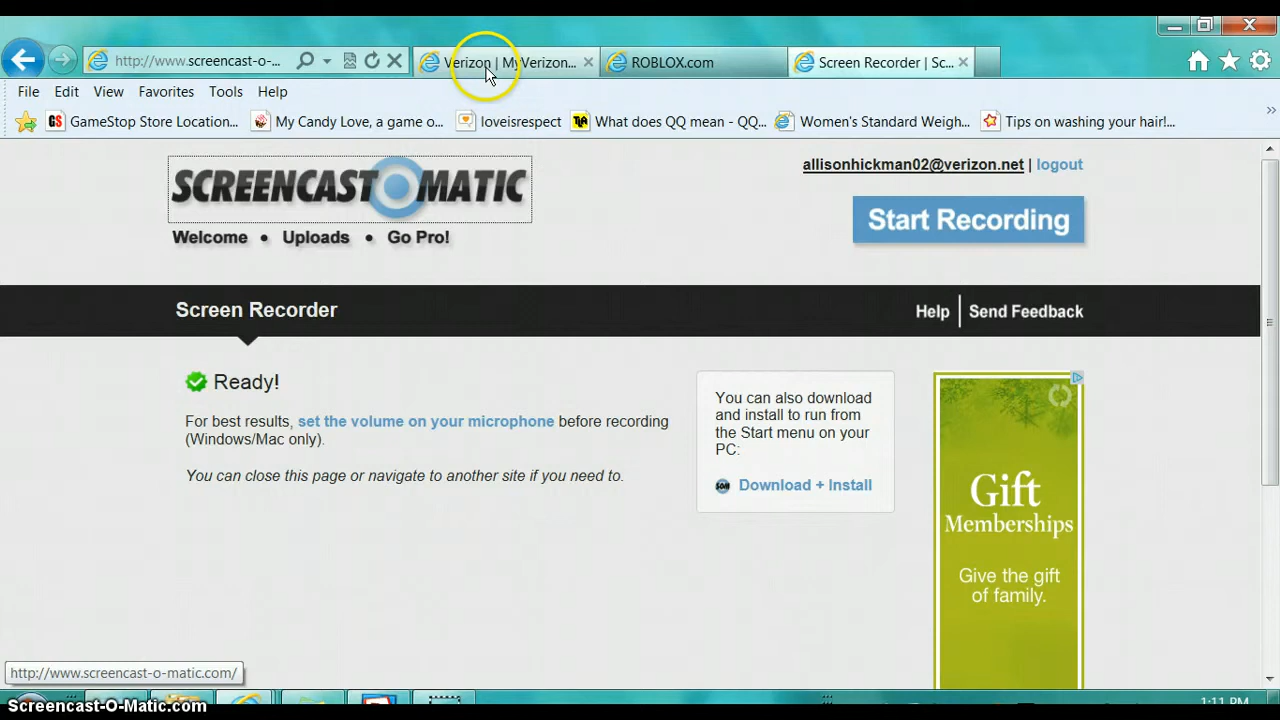 http://www.screencast-o-...
Verizon | MyVerizon...
ROBLOX.com
Screen Recorder | Sc...
File Edit View Favorites Tools Help
GameStop Store Location... My Candy Love, a game o... loveisrespect What does QQ mean - QQ... Women's Standard Weigh... Tips on washing your hair!...
SCREENCAST-O-MATIC
allisonhickman02@verizon.net | logout
Start Recording
Welcome • Uploads • Go Pro!
Screen Recorder
Help | Send Feedback
Ready!
For best results, set the volume on your microphone before recording
(Windows/Mac only).
You can close this page or navigate to another site if you need to.
You can also download
and install to run from
the Start menu on your
PC:
Download + Install
Gift
Memberships
Give the gift
of family.
http://www.screencast-o-matic.com/
1:11 PM
Screencast-O-Matic.com